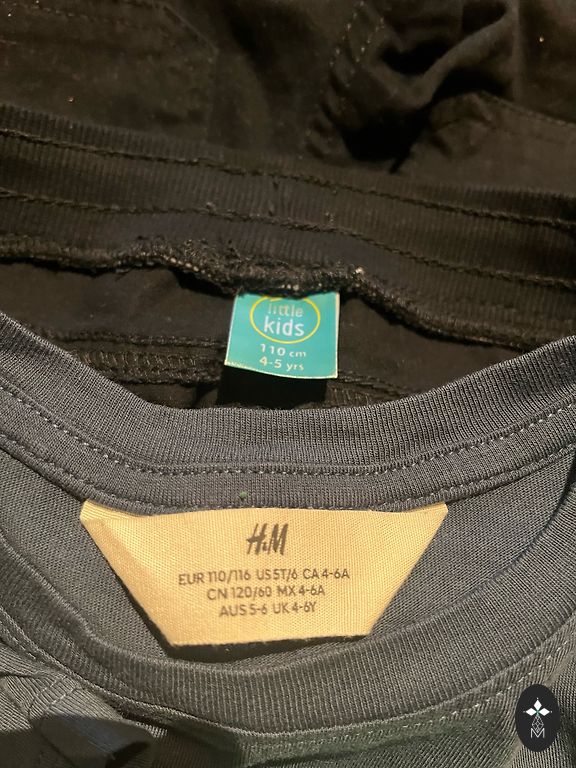 little
kids
110 cm
4-5 yrs
H&M
EUR 110/116 US 5T/6 CA 4-6A
CN 120/60 MX 4-6A
AUS 5-6 UK 4-6Y
M